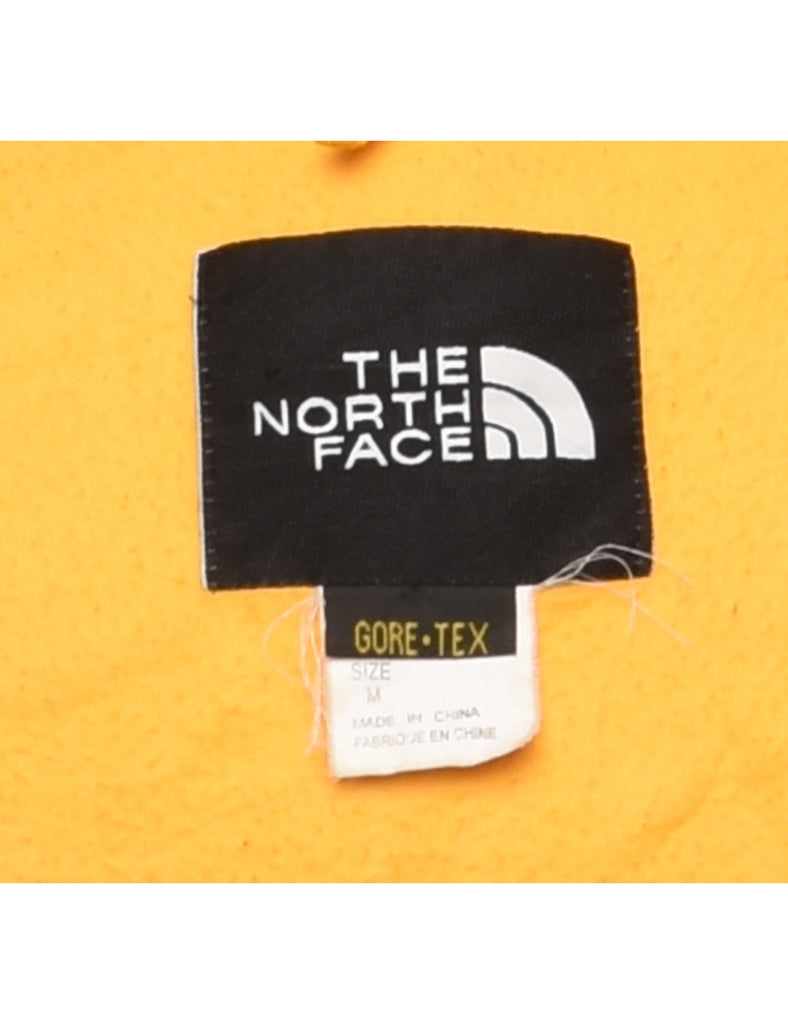 THE
NORTH
FACE
GORE•TEX
SIZE
M
MADE IN CHINA
FABRIQUE EN CHINE